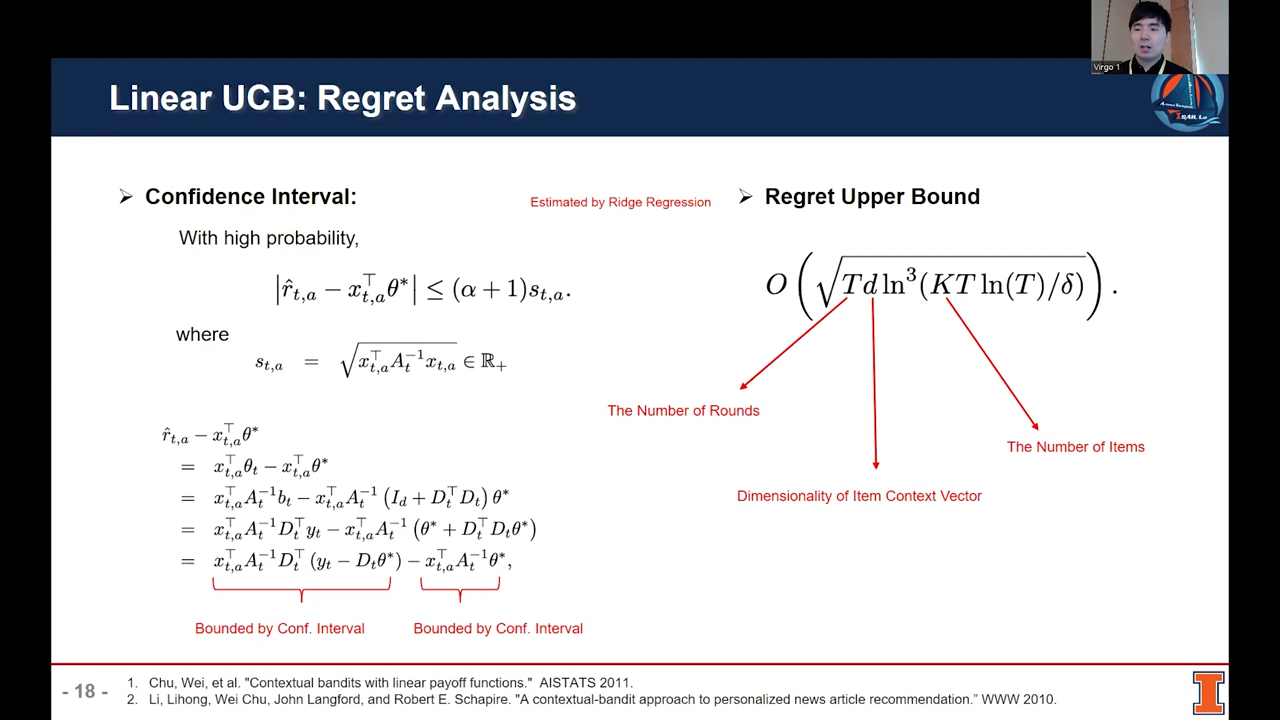 Virgo 1
Linear UCB: Regret Analysis
Confidence Interval:
With high probability,
|r̂_{t,a} − x_{t,a}^⊤ θ*| ≤ (α + 1)s_{t,a}.
where
s_{t,a} = √(x_{t,a}^⊤ A_t^{−1} x_{t,a}) ∈ ℝ_+
r̂_{t,a} − x_{t,a}^⊤ θ*
= x_{t,a}^⊤ θ_t − x_{t,a}^⊤ θ*
= x_{t,a}^⊤ A_t^{−1} b_t − x_{t,a}^⊤ A_t^{−1} (I_d + D_t^⊤ D_t) θ*
= x_{t,a}^⊤ A_t^{−1} D_t^⊤ y_t − x_{t,a}^⊤ A_t^{−1} (θ* + D_t^⊤ D_t θ*)
= x_{t,a}^⊤ A_t^{−1} D_t^⊤ (y_t − D_t θ*) − x_{t,a}^⊤ A_t^{−1} θ*,
Bounded by Conf. Interval Bounded by Conf. Interval
Estimated by Ridge Regression
Regret Upper Bound
O(√(Td ln³(KT ln(T)/δ))).
The Number of Rounds
The Number of Items
Dimensionality of Item Context Vector
- 18 -
1. Chu, Wei, et al. "Contextual bandits with linear payoff functions." AISTATS 2011.
2. Li, Lihong, Wei Chu, John Langford, and Robert E. Schapire. "A contextual-bandit approach to personalized news article recommendation." WWW 2010.